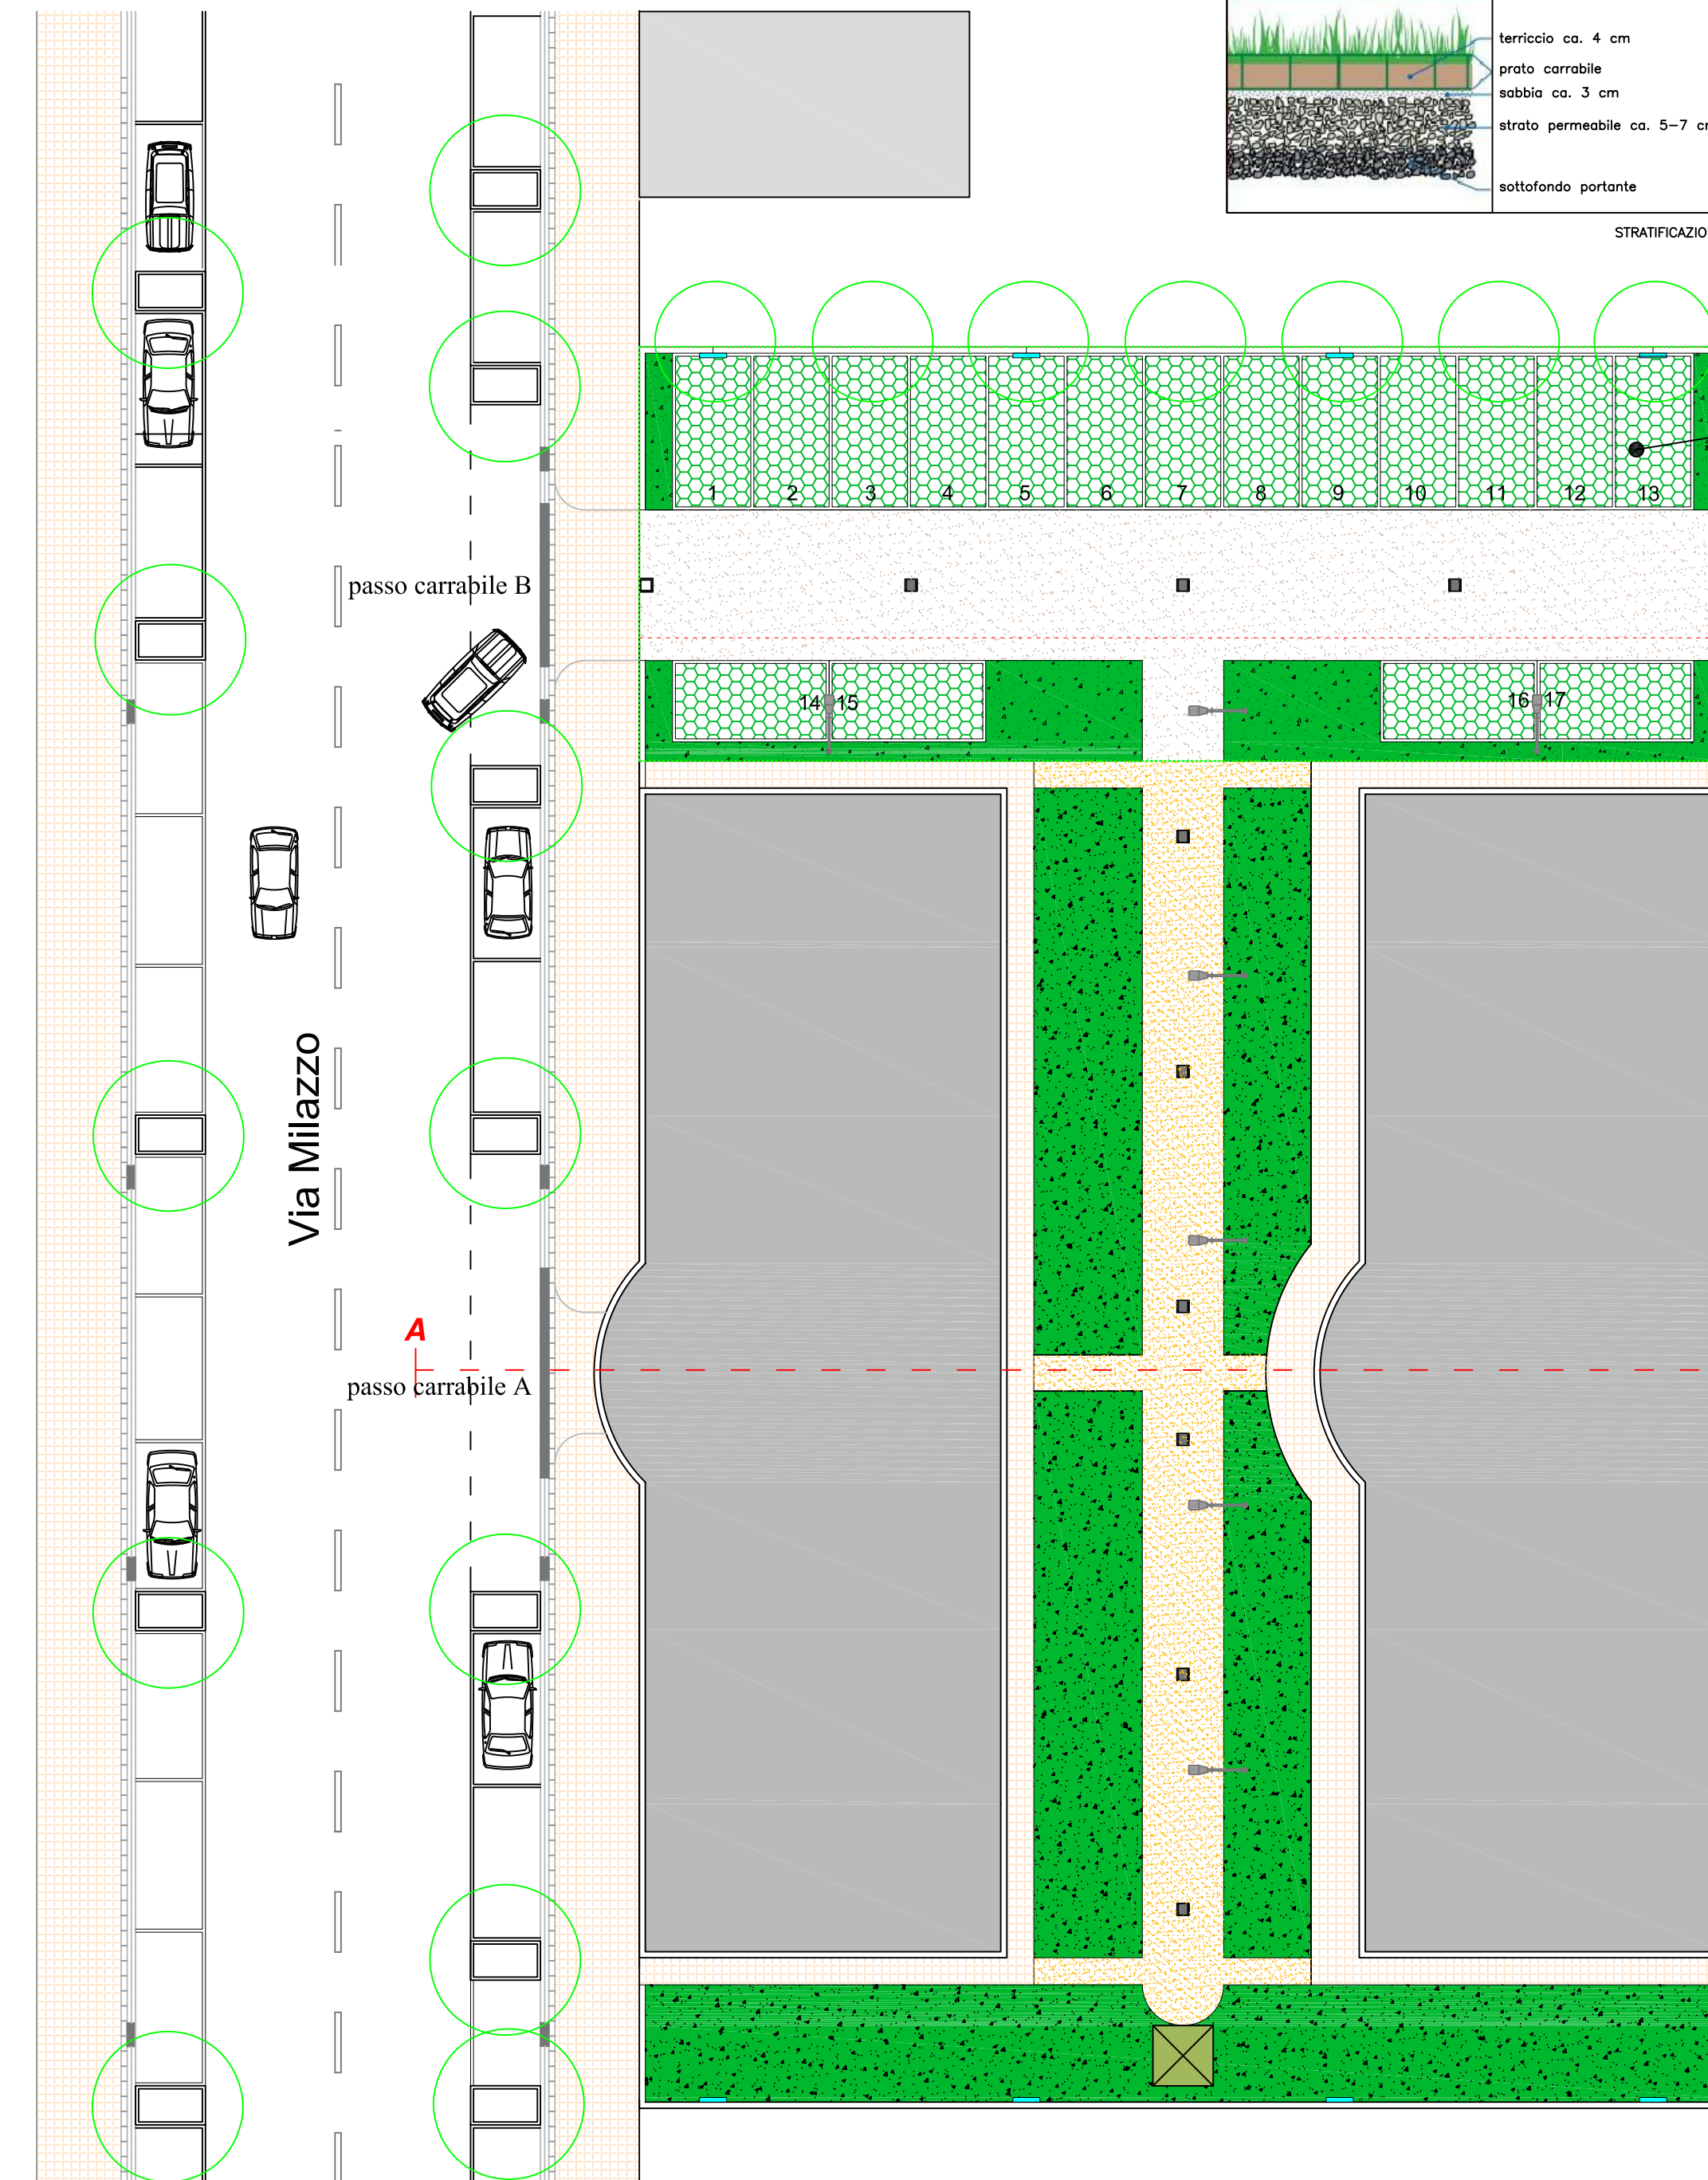 terriccio ca. 4 cm
prato carrabile
sabbia ca. 3 cm
strato permeabile ca. 5-7
sottofondo portante
STRATIFICAZIO
1 2 3 4 5 6 7 8 9 10 11 12 13
passo carrabile B
14 15 16 17
Via Milazzo
A
passo carrabile A